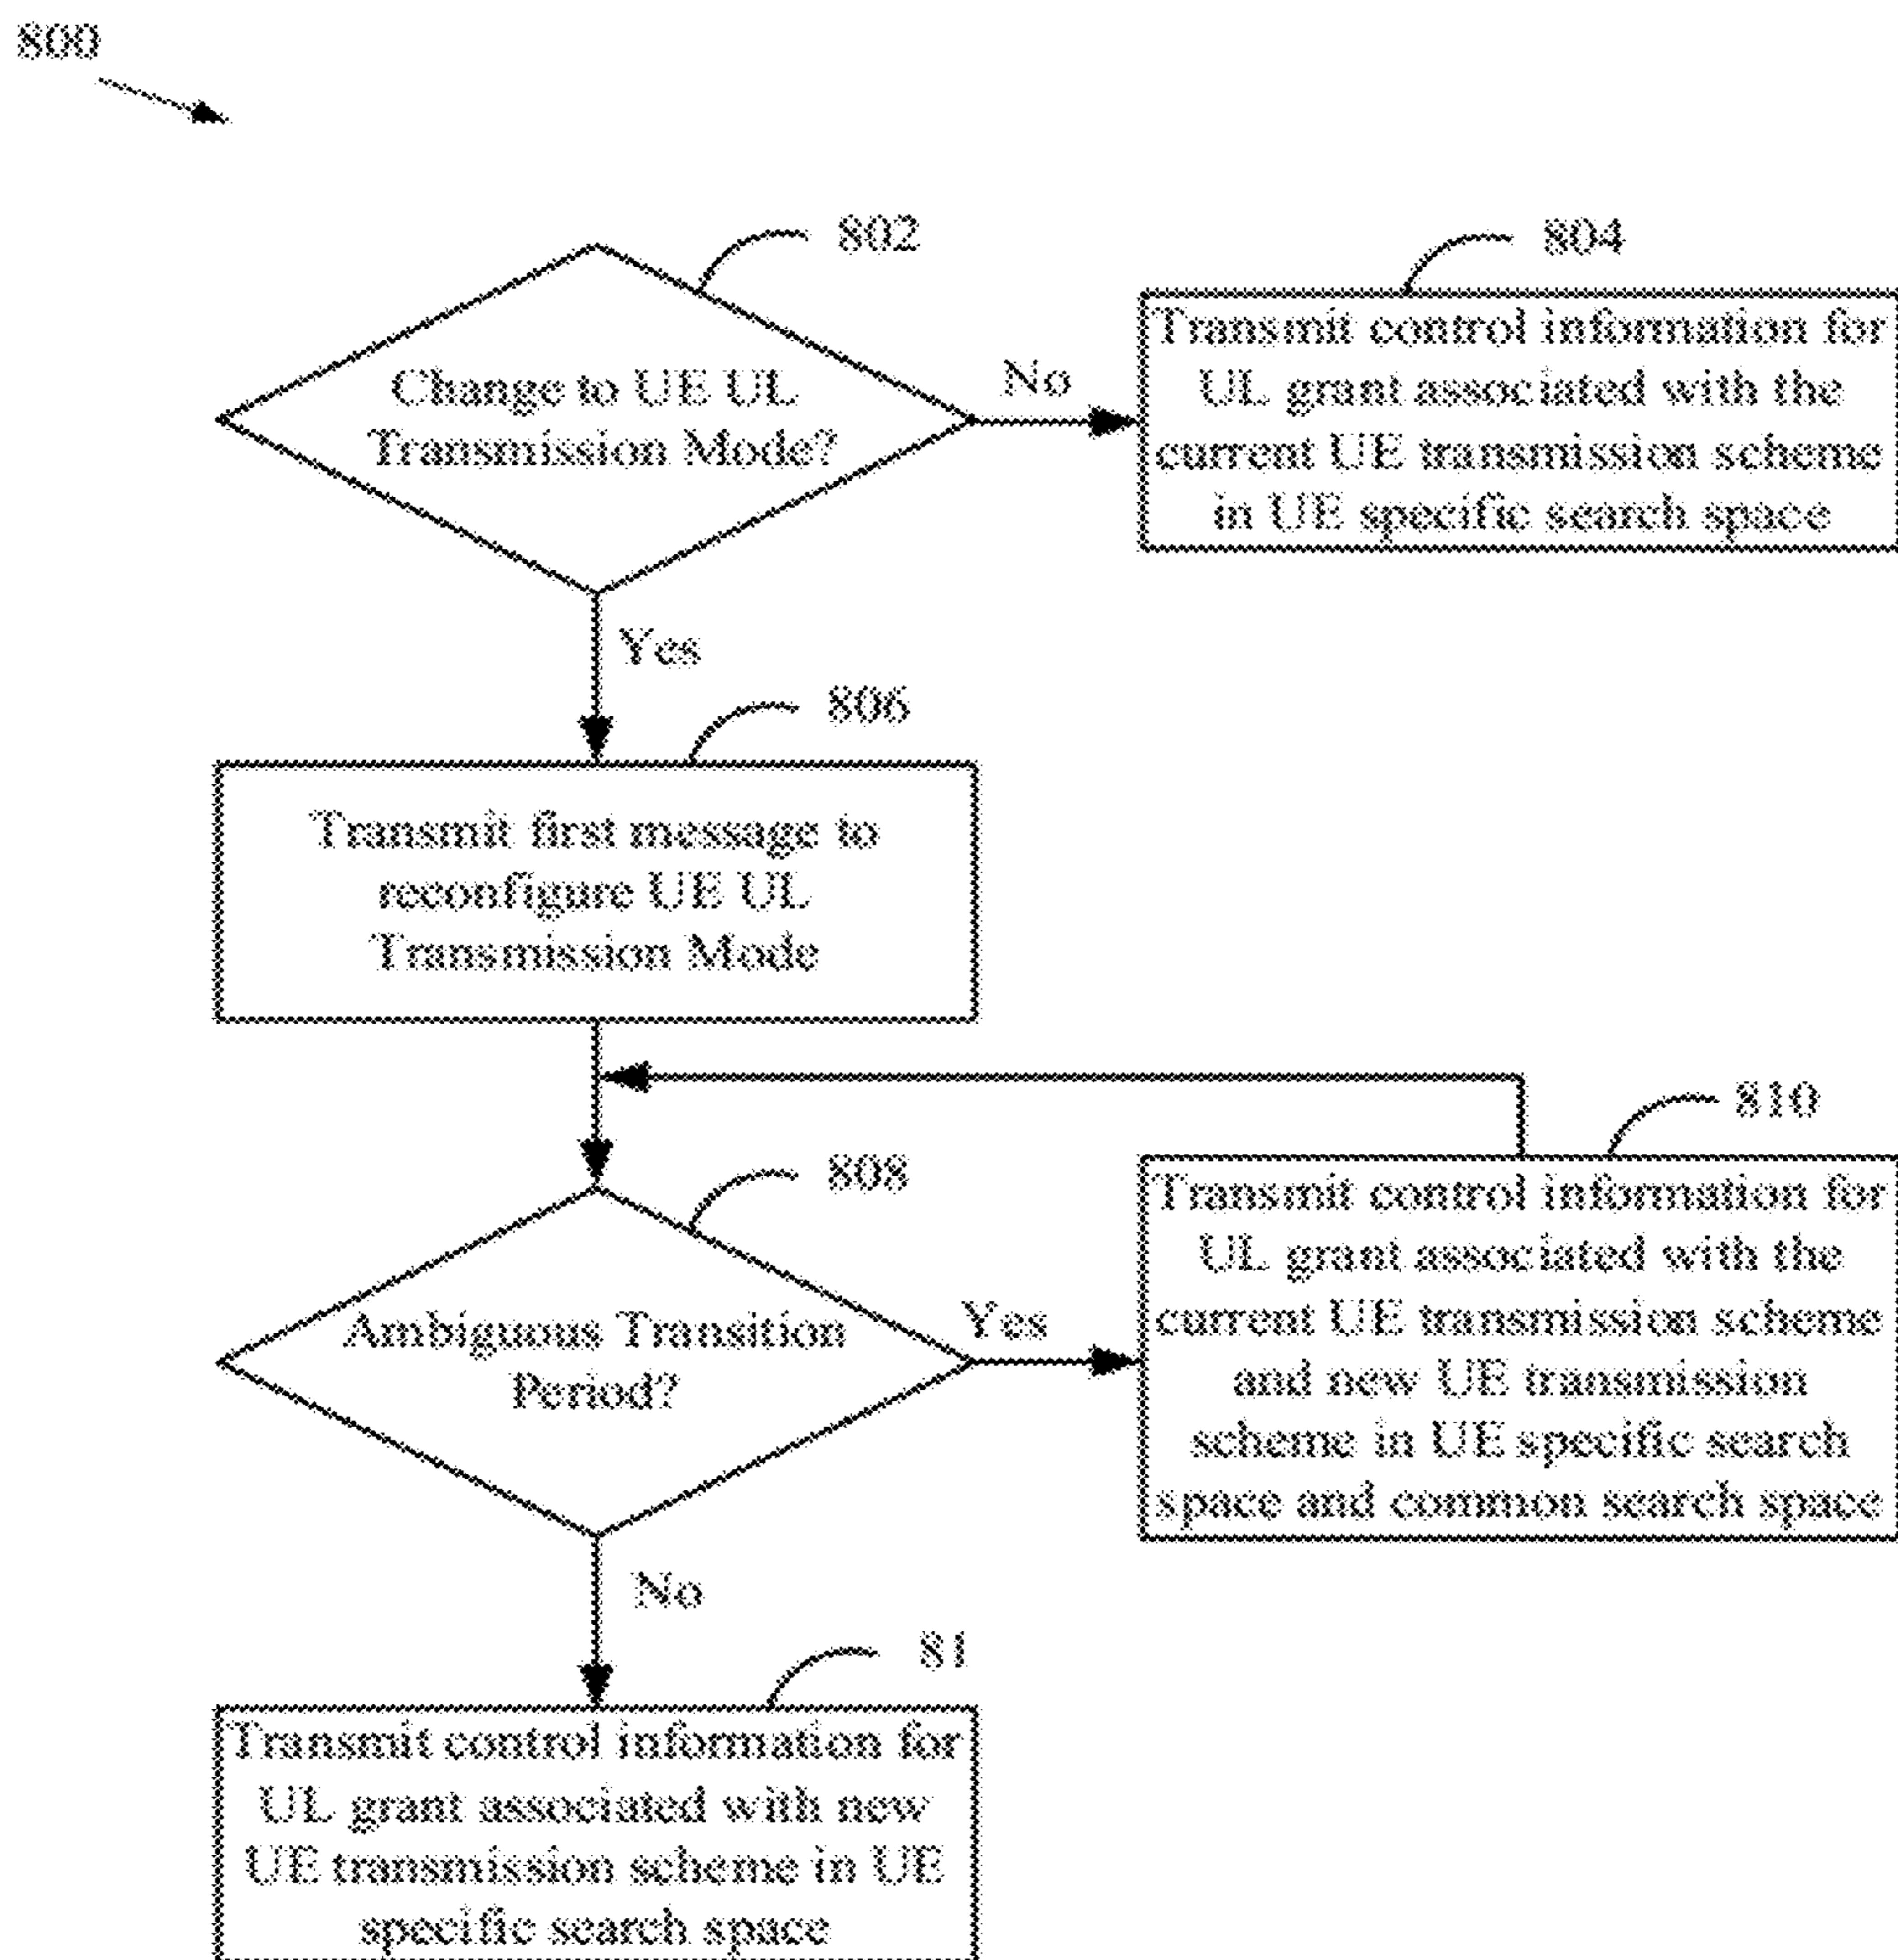 800
802
Change to UE UL
Transmission Mode?
No
804
Transmit control information for
UL grant associated with the
current UE transmission scheme
in UE specific search space
Yes
806
Transmit first message to
reconfigure UE UL
Transmission Mode
808
Ambiguous Transition
Period?
Yes
810
Transmit control information for
UL grant associated with the
current UE transmission scheme
and new UE transmission
scheme in UE specific search
space and common search space
No
81
Transmit control information for
UL grant associated with new
UE transmission scheme in UE
specific search space